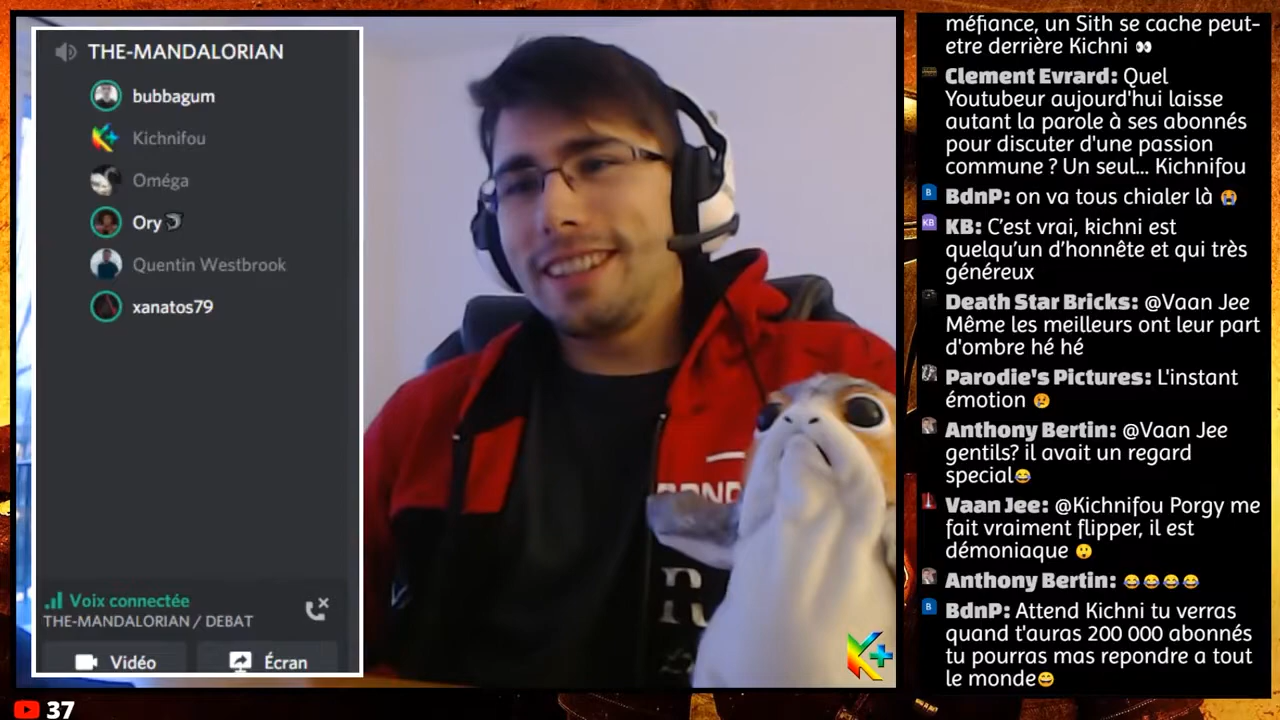 THE-MANDALORIAN
bubbagum
Kichnifou
Oméga
Ory
Quentin Westbrook
xanatos79
Voix connectée
THE-MANDALORIAN / DEBAT
Vidéo
Écran
37
K+
méfiance, un Sith se cache peut-
etre derrière Kichni 👀
Clement Evrard: Quel
Youtubeur aujourd'hui laisse
autant la parole à ses abonnés
pour discuter d'une passion
commune ? Un seul... Kichnifou
B BdnP: on va tous chialer là 😭
KB KB: C'est vrai, kichni est
quelqu'un d'honnête et qui très
généreux
Death Star Bricks: @Vaan Jee
Même les meilleurs ont leur part
d'ombre hé hé
Parodie's Pictures: L'instant
émotion 😢
Anthony Bertin: @Vaan Jee
gentils? il avait un regard
special😂
Vaan Jee: @Kichnifou Porgy me
fait vraiment flipper, il est
démoniaque 😲
Anthony Bertin: 😂😂😂😂
B BdnP: Attend Kichni tu verras
quand t'auras 200 000 abonnés
tu pourras mas repondre a tout
le monde😄